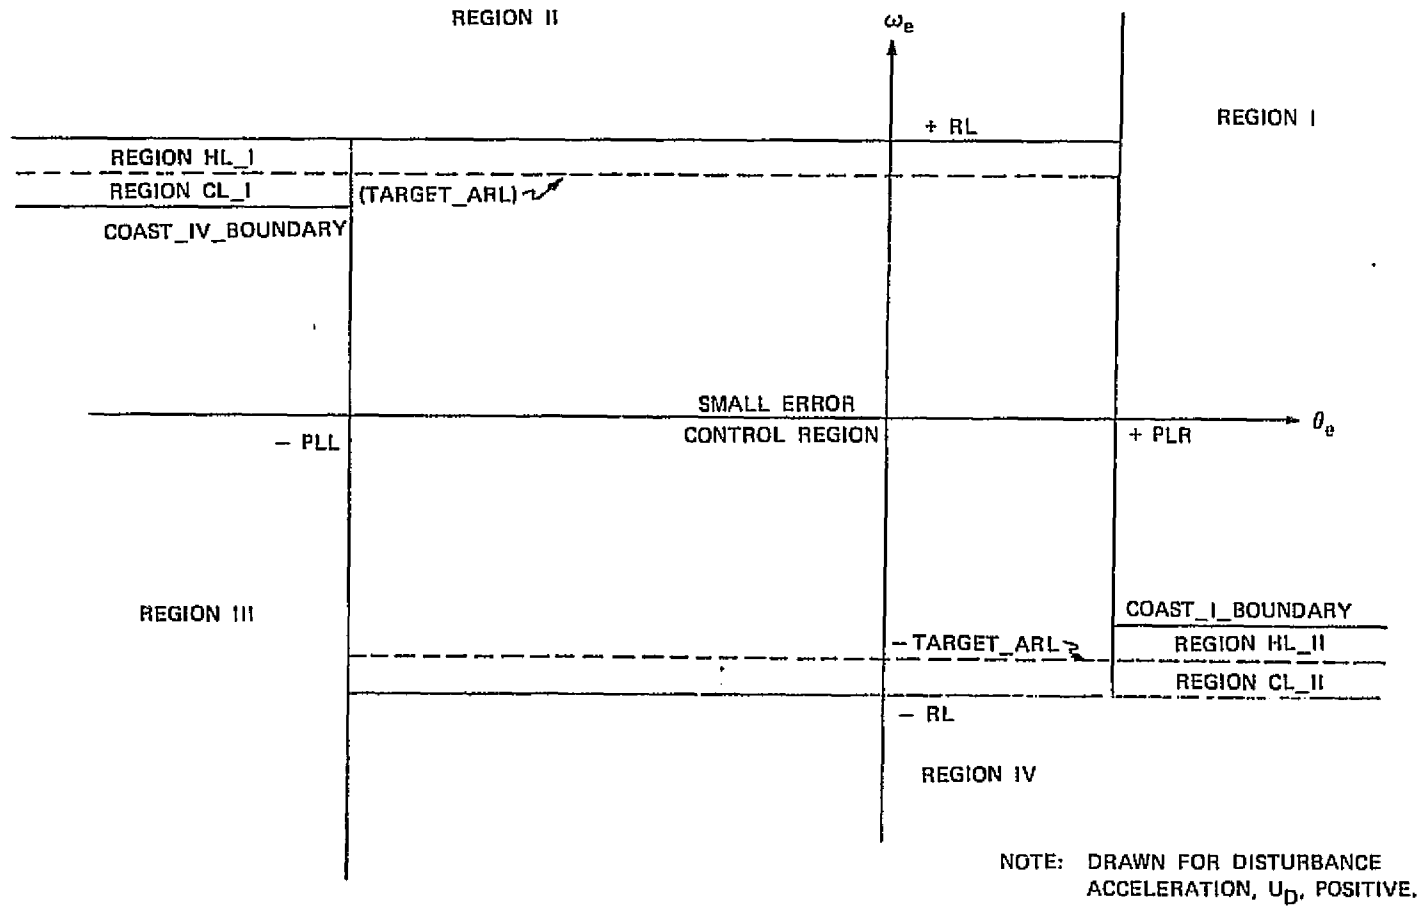 REGION II
ωe
REGION I
+ RL
REGION HL_I
REGION CL_I
(TARGET_ARL)
COAST_IV_BOUNDARY
SMALL ERROR
CONTROL REGION
- PLL
+ PLR
θe
REGION III
COAST_I_BOUNDARY
-TARGET_ARL
REGION HL_II
REGION CL_II
- RL
REGION IV
NOTE: DRAWN FOR DISTURBANCE
ACCELERATION, UD, POSITIVE.